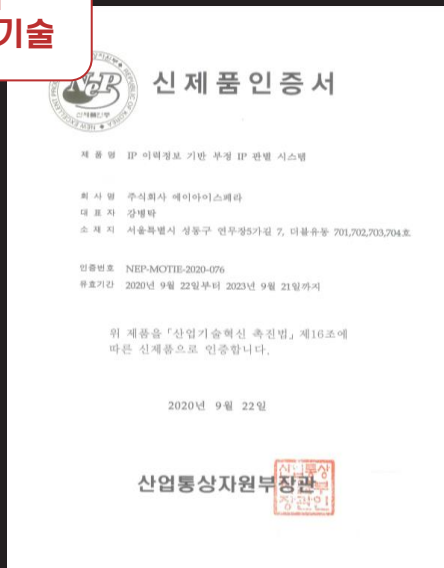 기술
NeP
신제품인증
신제품인증서
제 품 명 IP 이력정보 기반 부정 IP 판별 시스템
회 사 명 주식회사 에이아이스페라
대 표 자 강병탁
소 재 지 서울특별시 성동구 연무장5가길 7, 더블유동 701,702,703,704호
인증번호 NEP-MOTIE-2020-076
유효기간 2020년 9월 22일부터 2023년 9월 21일까지
위 제품을 「산업기술혁신 촉진법」 제16조에
따른 신제품으로 인증합니다.
2020년 9월 22일
산업통상자원부장관